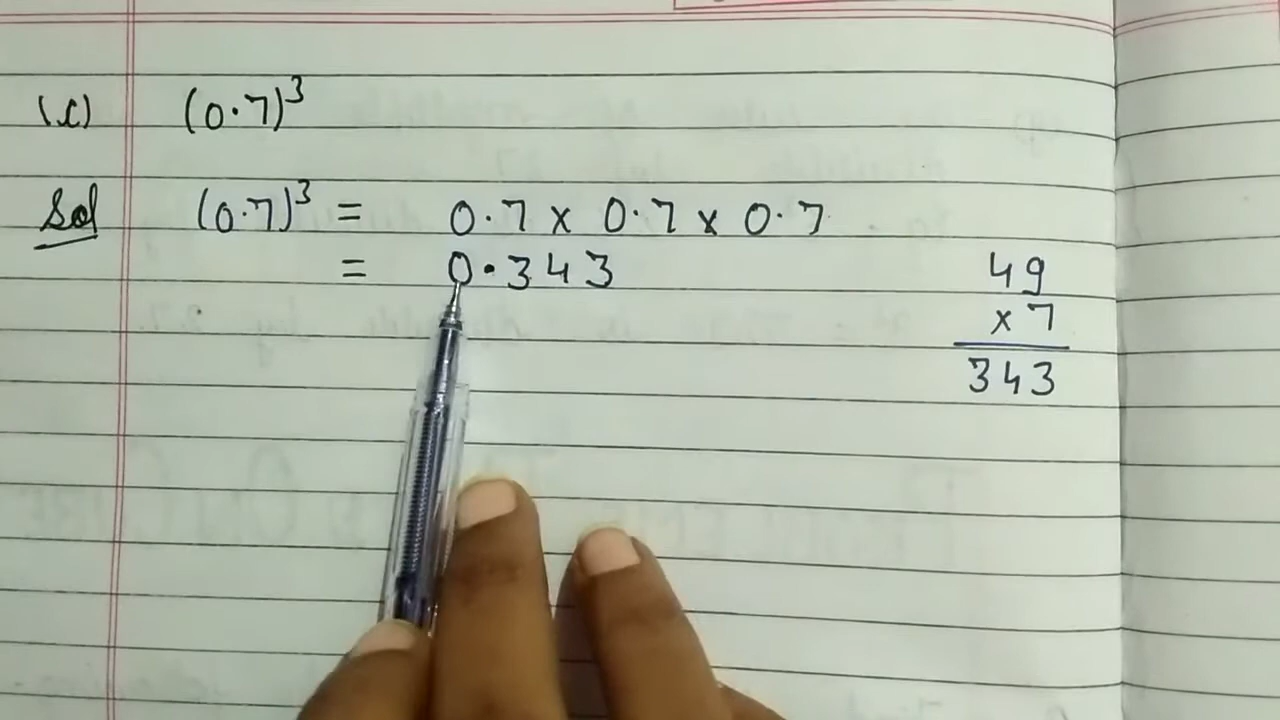 (c) (0.7)³
Sol (0.7)³ = 0.7 x 0.7 x 0.7
= 0.343
49
x 7
343